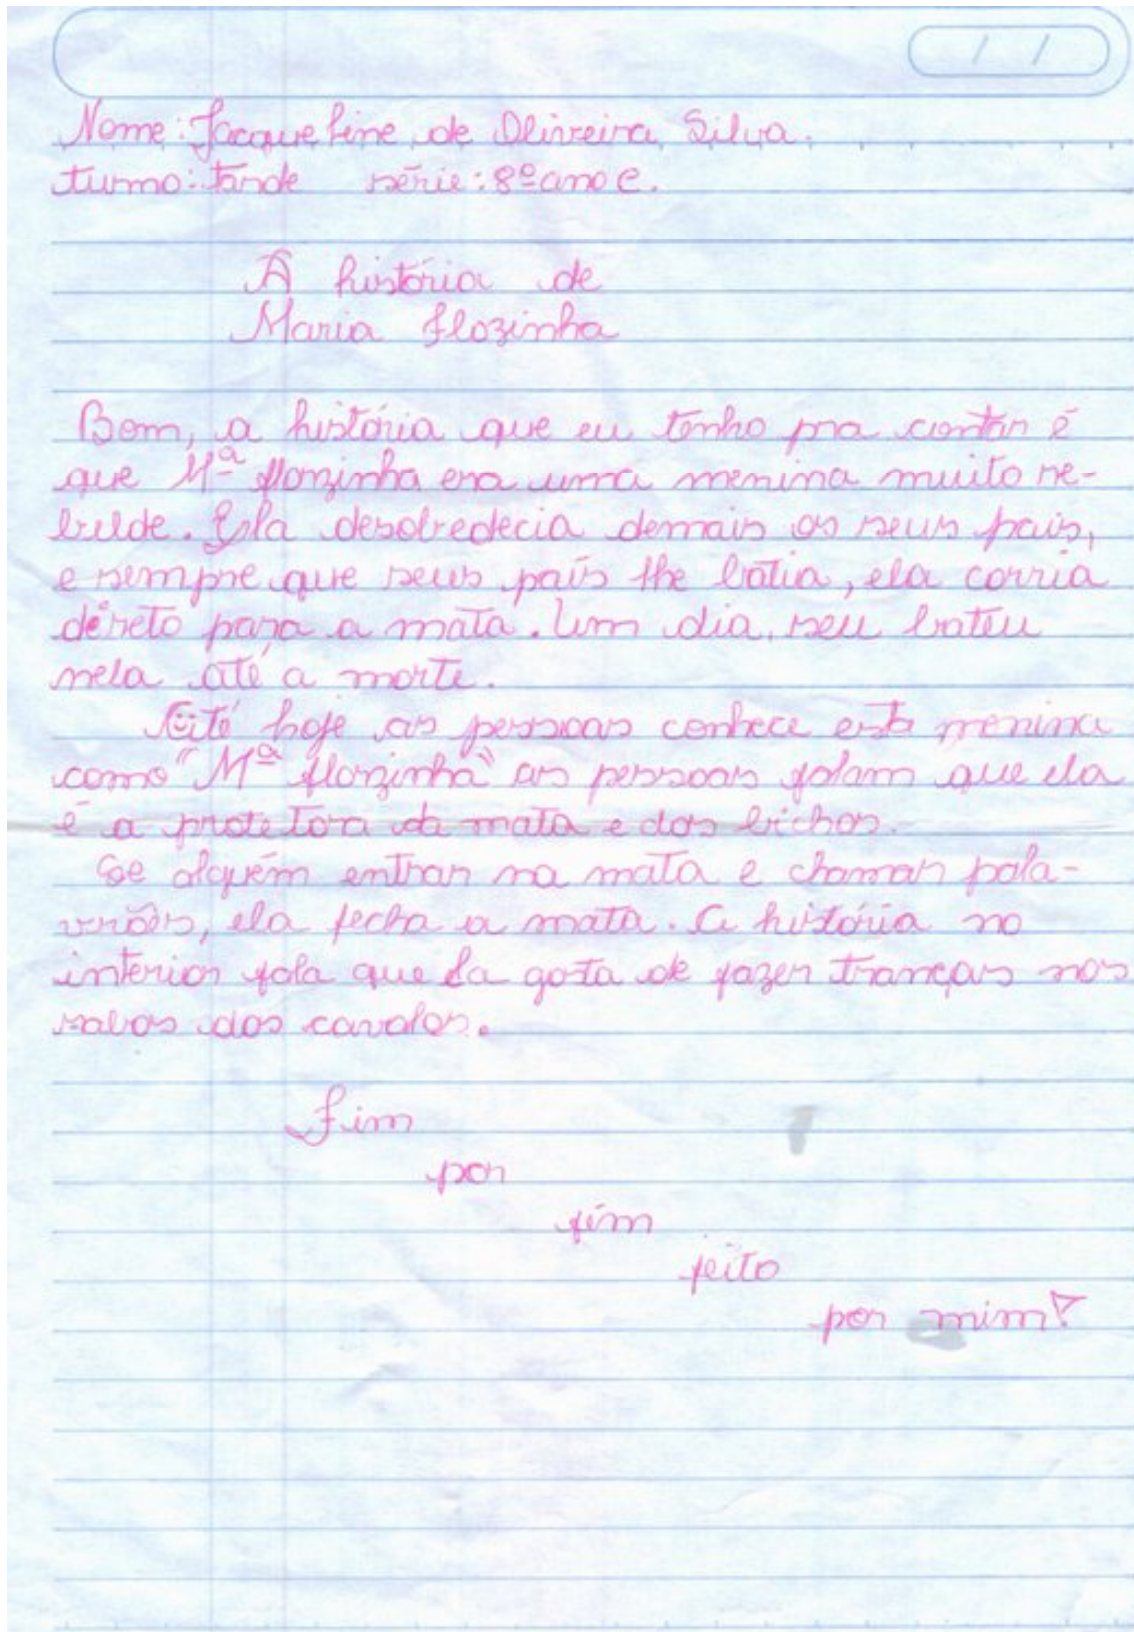 Nome: Jacqueline de Oliveira Silva.
turno: tarde série: 8º ano e.
A história de
Maria flozinha
Bom, a história que eu tenho pra contar é
que Mª florzinha era uma menina muito re-
belde. Ela desobedecia demais os seus pais,
e sempre que seus pais lhe batia, ela corria
direto para a mata. Um dia, seu bateu
nela até a morte.
Até hoje as pessoas conhece esta menina
como "Mª florzinha" as pessoas falam que ela
é a protetora da mata e dos bichos.
Se alguém entrar na mata e chamar pala-
vrões, ela fecha a mata. A história no
interior fala que ela gosta de fazer tranças nos
rabos dos cavalos.
Fim
por
fim
feito
por mim!